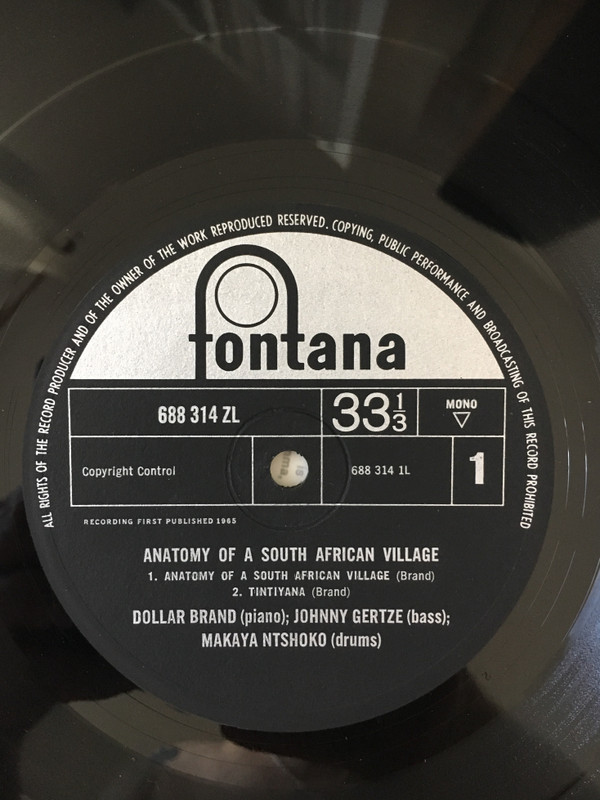 ALL RIGHTS OF THE RECORD PRODUCER AND OF THE OWNER OF THE WORK REPRODUCED RESERVED. COPYING, PUBLIC PERFORMANCE AND BROADCASTING OF THIS RECORD PROHIBITED
fontana
688 314 ZL
33 1/3
MONO
Copyright Control
688 314 1L
1
RECORDING FIRST PUBLISHED 1965
ANATOMY OF A SOUTH AFRICAN VILLAGE
1. ANATOMY OF A SOUTH AFRICAN VILLAGE (Brand)
2. TINTIYANA (Brand)
DOLLAR BRAND (piano); JOHNNY GERTZE (bass);
MAKAYA NTSHOKO (drums)